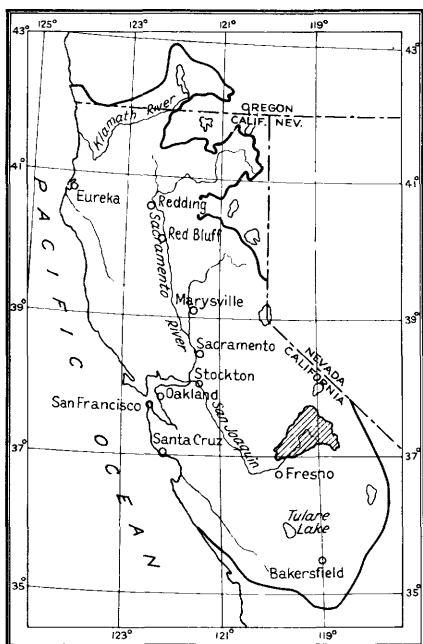 125°
123°
121°
119°
43°
43°
Klamath River
OREGON
CALIF. NEV.
41°
41°
Eureka
Redding
Red Bluff
Sacramento
River
Marysville
39°
39°
Sacramento
NEVADA
CALIFORNIA
Stockton
Oakland
San Francisco
San Joaquin
Santa Cruz
37°
37°
Fresno
Tulare
Lake
Bakersfield
35°
35°
PACIFIC
OCEAN
123°
121°
119°